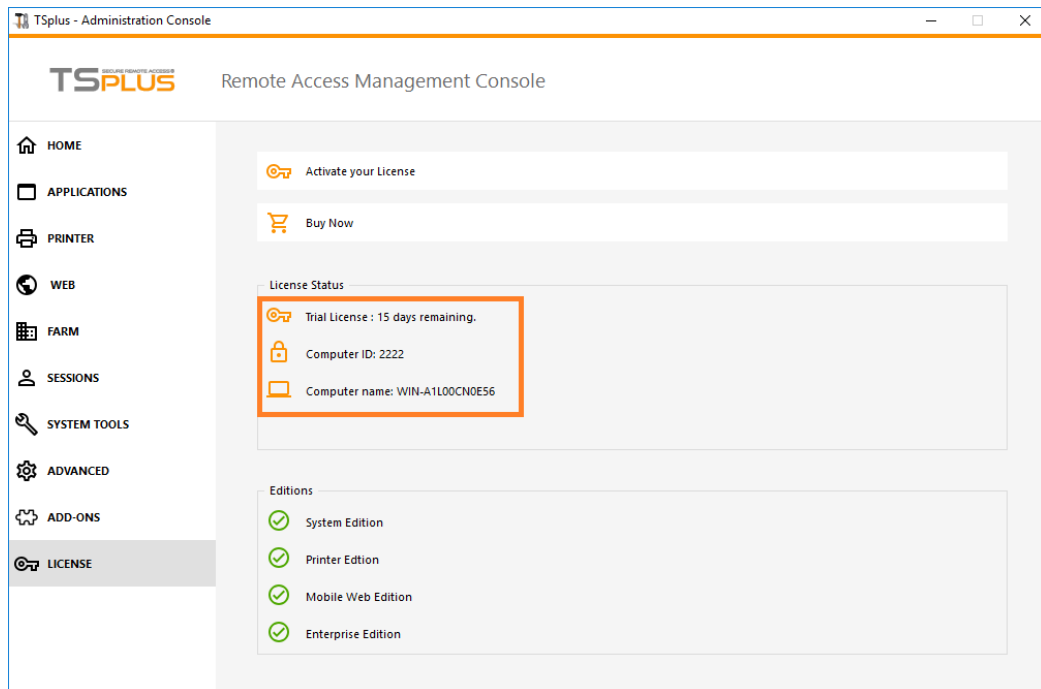 TSplus - Administration Console
SECURE REMOTE ACCESS®
TSPLUS
Remote Access Management Console
HOME
APPLICATIONS
PRINTER
WEB
FARM
SESSIONS
SYSTEM TOOLS
ADVANCED
ADD-ONS
LICENSE
Activate your License
Buy Now
License Status
Trial License : 15 days remaining.
Computer ID: 2222
Computer name: WIN-A1L00CN0E56
Editions
System Edition
Printer Edtion
Mobile Web Edition
Enterprise Edition